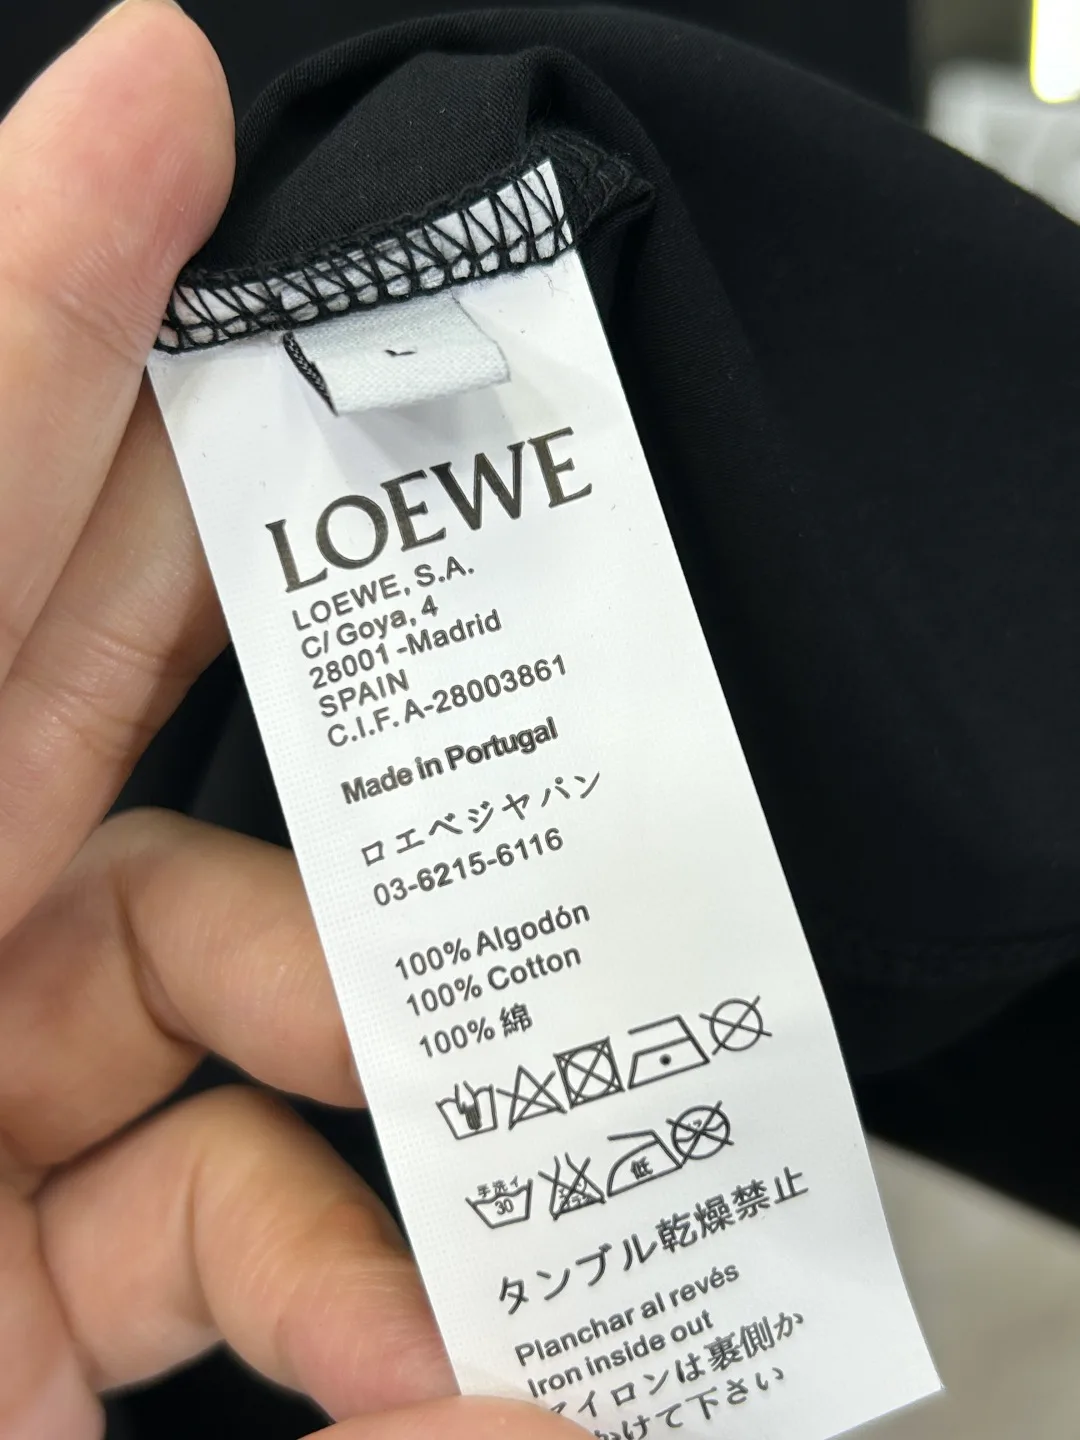 LOEWE
LOEWE, S.A.
C/ Goya, 4
28001 -Madrid
SPAIN
C.I.F. A-28003861
Made in Portugal
ロエベジャパン
03-6215-6116
100% Algodón
100% Cotton
100% 綿
手洗イ
30
低
タンブル乾燥禁止
Planchar al revés
Iron inside out
アイロンは裏側か
かけて下さい